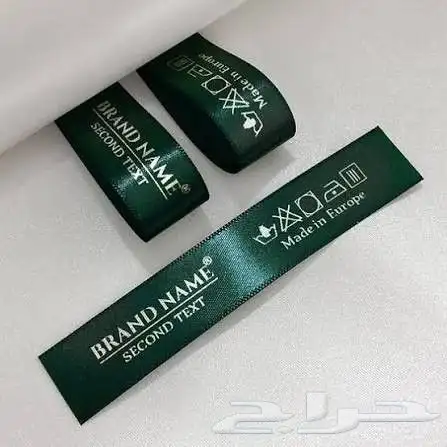 BRAND NAME®
SECOND TEXT
Made in Europe
BRAND NAME®
SECOND TEXT
Made in Europe
حراج